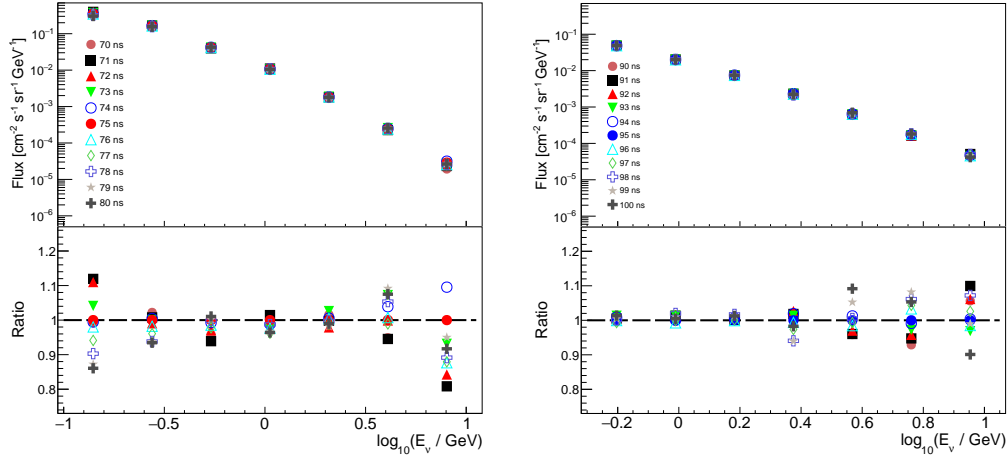 Flux [cm⁻² s⁻¹ sr⁻¹ GeV⁻¹]
10⁻¹
10⁻²
10⁻³
10⁻⁴
10⁻⁵
10⁻⁶
70 ns
71 ns
72 ns
73 ns
74 ns
75 ns
76 ns
77 ns
78 ns
79 ns
80 ns
Ratio
1.2
1.1
1
0.9
0.8
−1 −0.5 0 0.5 1
log₁₀(Eᵥ / GeV)
Flux [cm⁻² s⁻¹ sr⁻¹ GeV⁻¹]
10⁻¹
10⁻²
10⁻³
10⁻⁴
10⁻⁵
10⁻⁶
90 ns
91 ns
92 ns
93 ns
94 ns
95 ns
96 ns
97 ns
98 ns
99 ns
100 ns
Ratio
1.2
1.1
1
0.9
0.8
−0.2 0 0.2 0.4 0.6 0.8 1
log₁₀(Eᵥ / GeV)